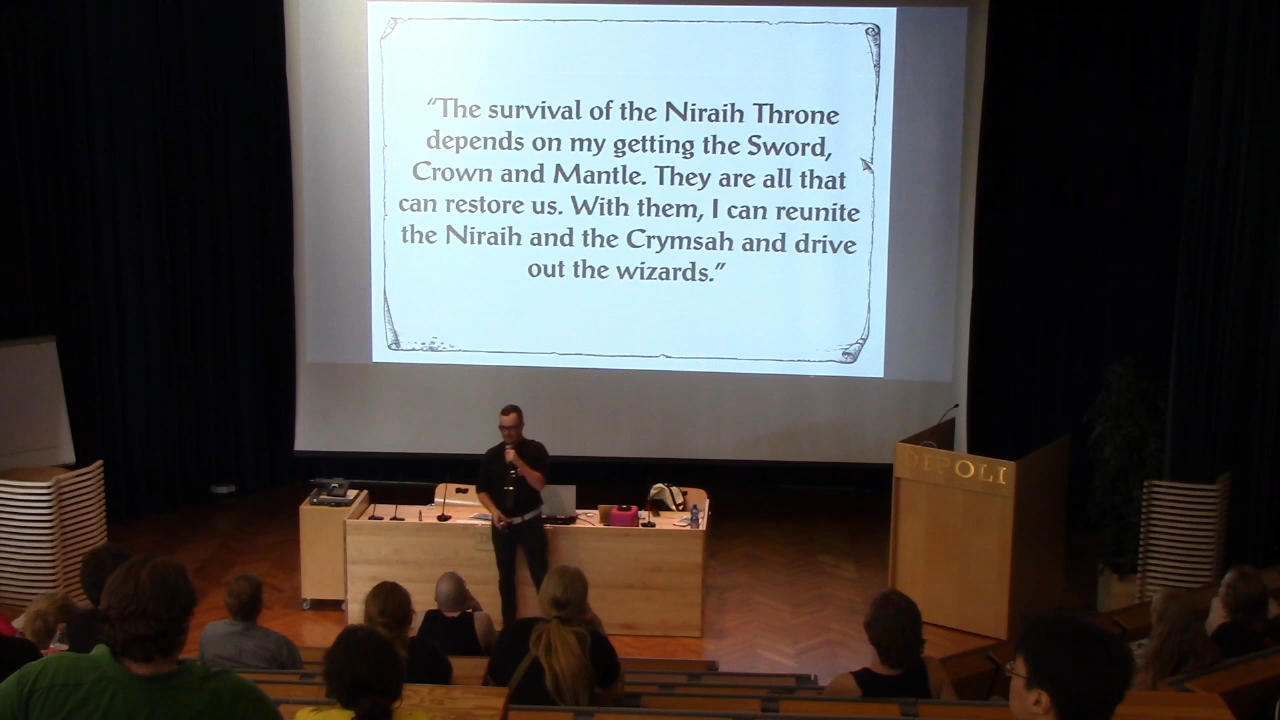 “The survival of the Niraih Throne
depends on my getting the Sword,
Crown and Mantle. They are all that
can restore us. With them, I can reunite
the Niraih and the Crymsah and drive
out the wizards.”
DIPOLI